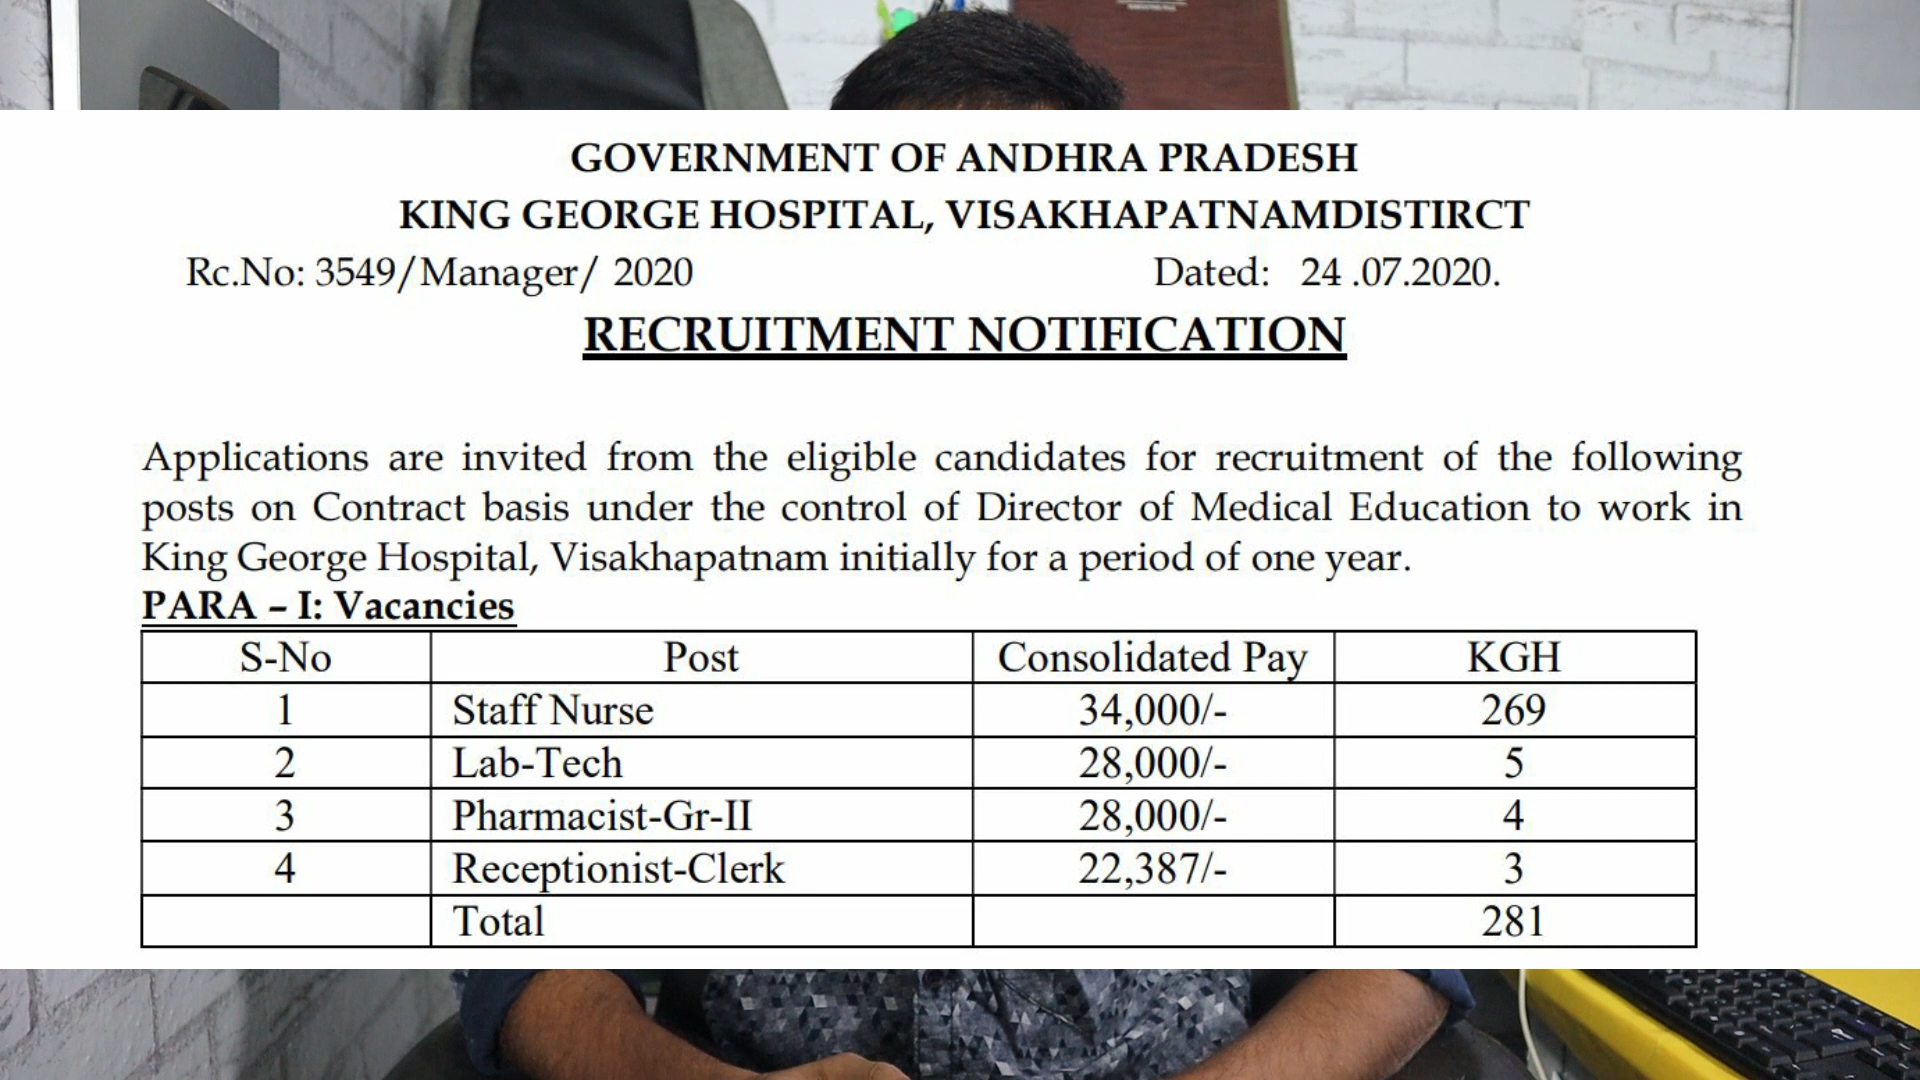 GOVERNMENT OF ANDHRA PRADESH
KING GEORGE HOSPITAL, VISAKHAPATNAMDISTIRCT
Rc.No: 3549/Manager/ 2020 Dated: 24 .07.2020.
RECRUITMENT NOTIFICATION
Applications are invited from the eligible candidates for recruitment of the following
posts on Contract basis under the control of Director of Medical Education to work in
King George Hospital, Visakhapatnam initially for a period of one year.
PARA – I: Vacancies
S-No Post Consolidated Pay KGH
1 Staff Nurse 34,000/- 269
2 Lab-Tech 28,000/- 5
3 Pharmacist-Gr-II 28,000/- 4
4 Receptionist-Clerk 22,387/- 3
Total 281